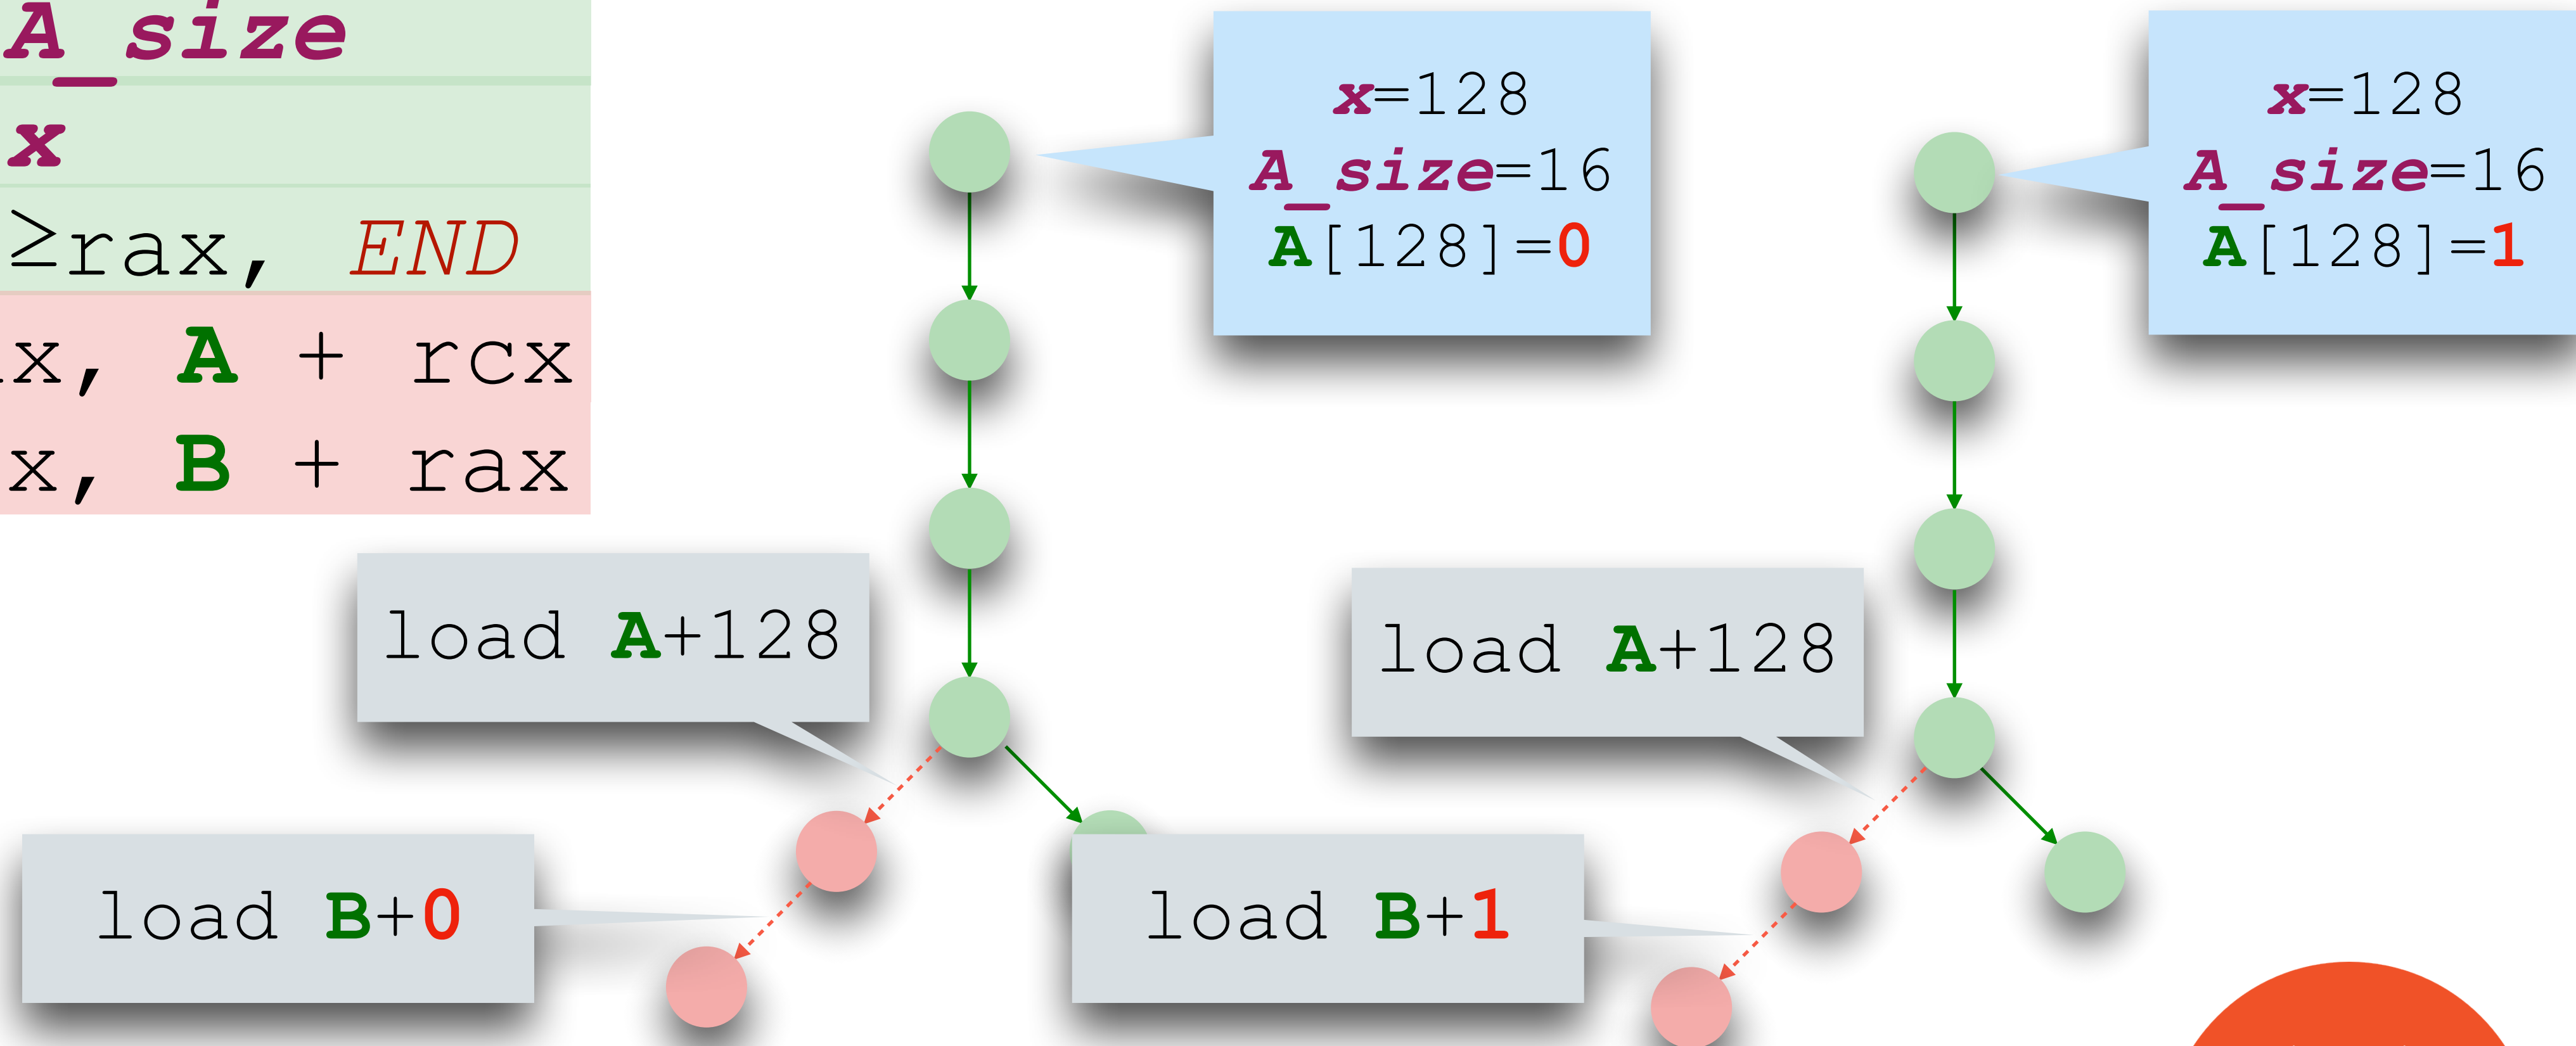 A_size
x
≥rax, END
x, A + rcx
x, B + rax
x=128
A_size=16
A[128]=0
x=128
A_size=16
A[128]=1
load A+128
load A+128
load B+0
load B+1